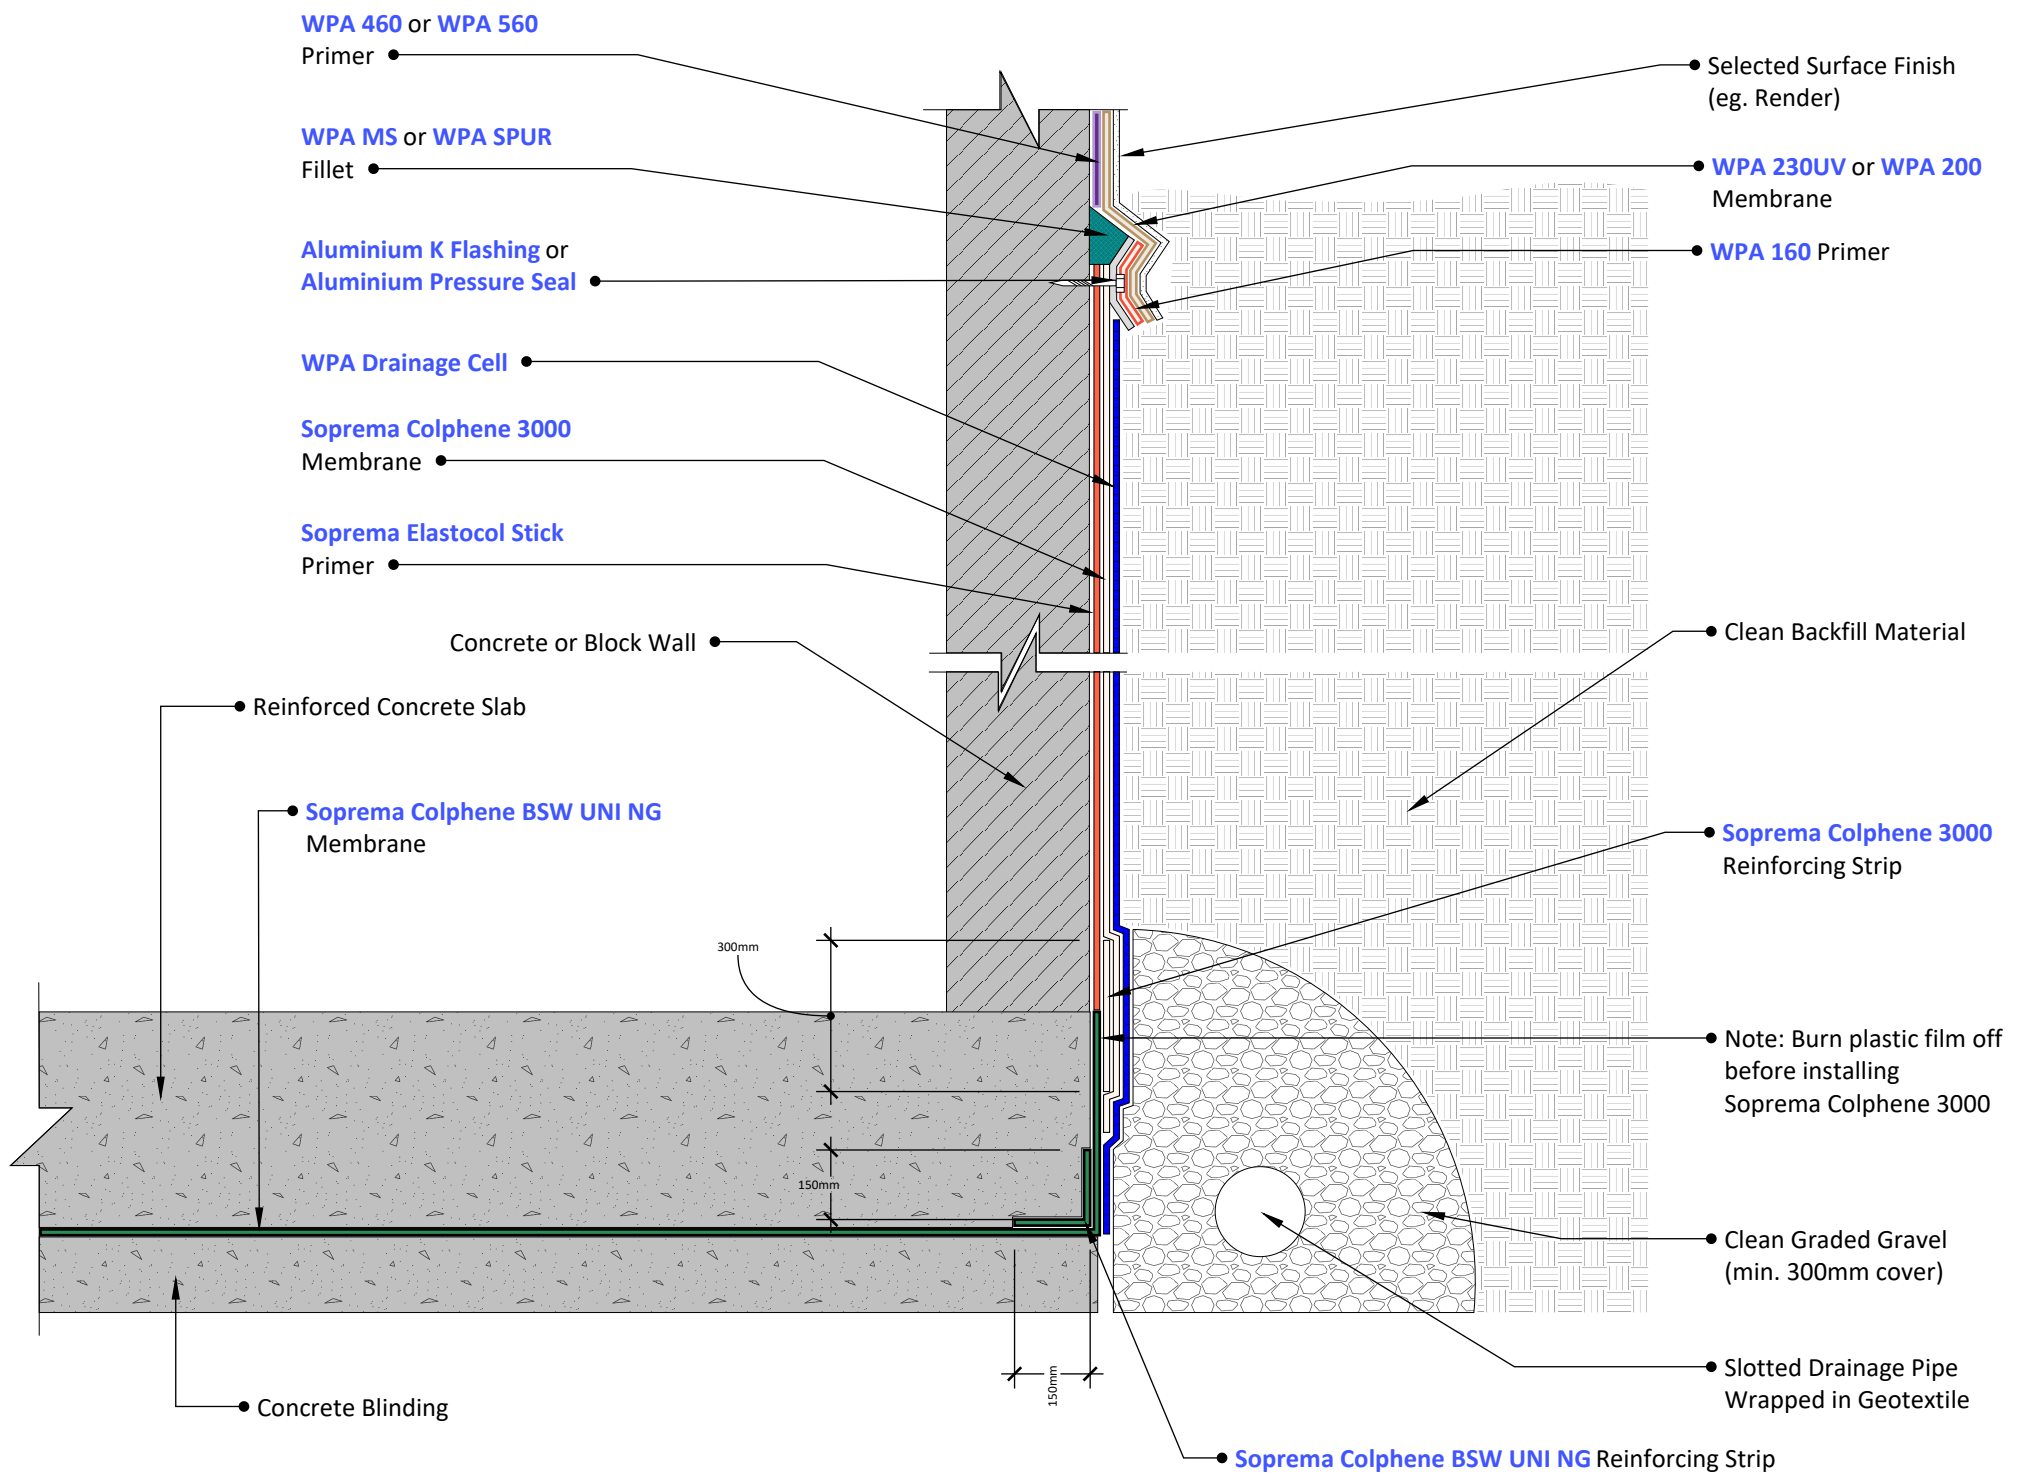 WPA 460 or WPA 560
Primer
WPA MS or WPA SPUR
Fillet
Aluminium K Flashing or
Aluminium Pressure Seal
WPA Drainage Cell
Soprema Colphene 3000
Membrane
Soprema Elastocol Stick
Primer
Concrete or Block Wall
Reinforced Concrete Slab
Soprema Colphene BSW UNI NG
Membrane
300mm
150mm
150mm
Concrete Blinding
Selected Surface Finish
(eg. Render)
WPA 230UV or WPA 200
Membrane
WPA 160 Primer
Clean Backfill Material
Soprema Colphene 3000
Reinforcing Strip
Note: Burn plastic film off
before installing
Soprema Colphene 3000
Clean Graded Gravel
(min. 300mm cover)
Slotted Drainage Pipe
Wrapped in Geotextile
Soprema Colphene BSW UNI NG Reinforcing Strip